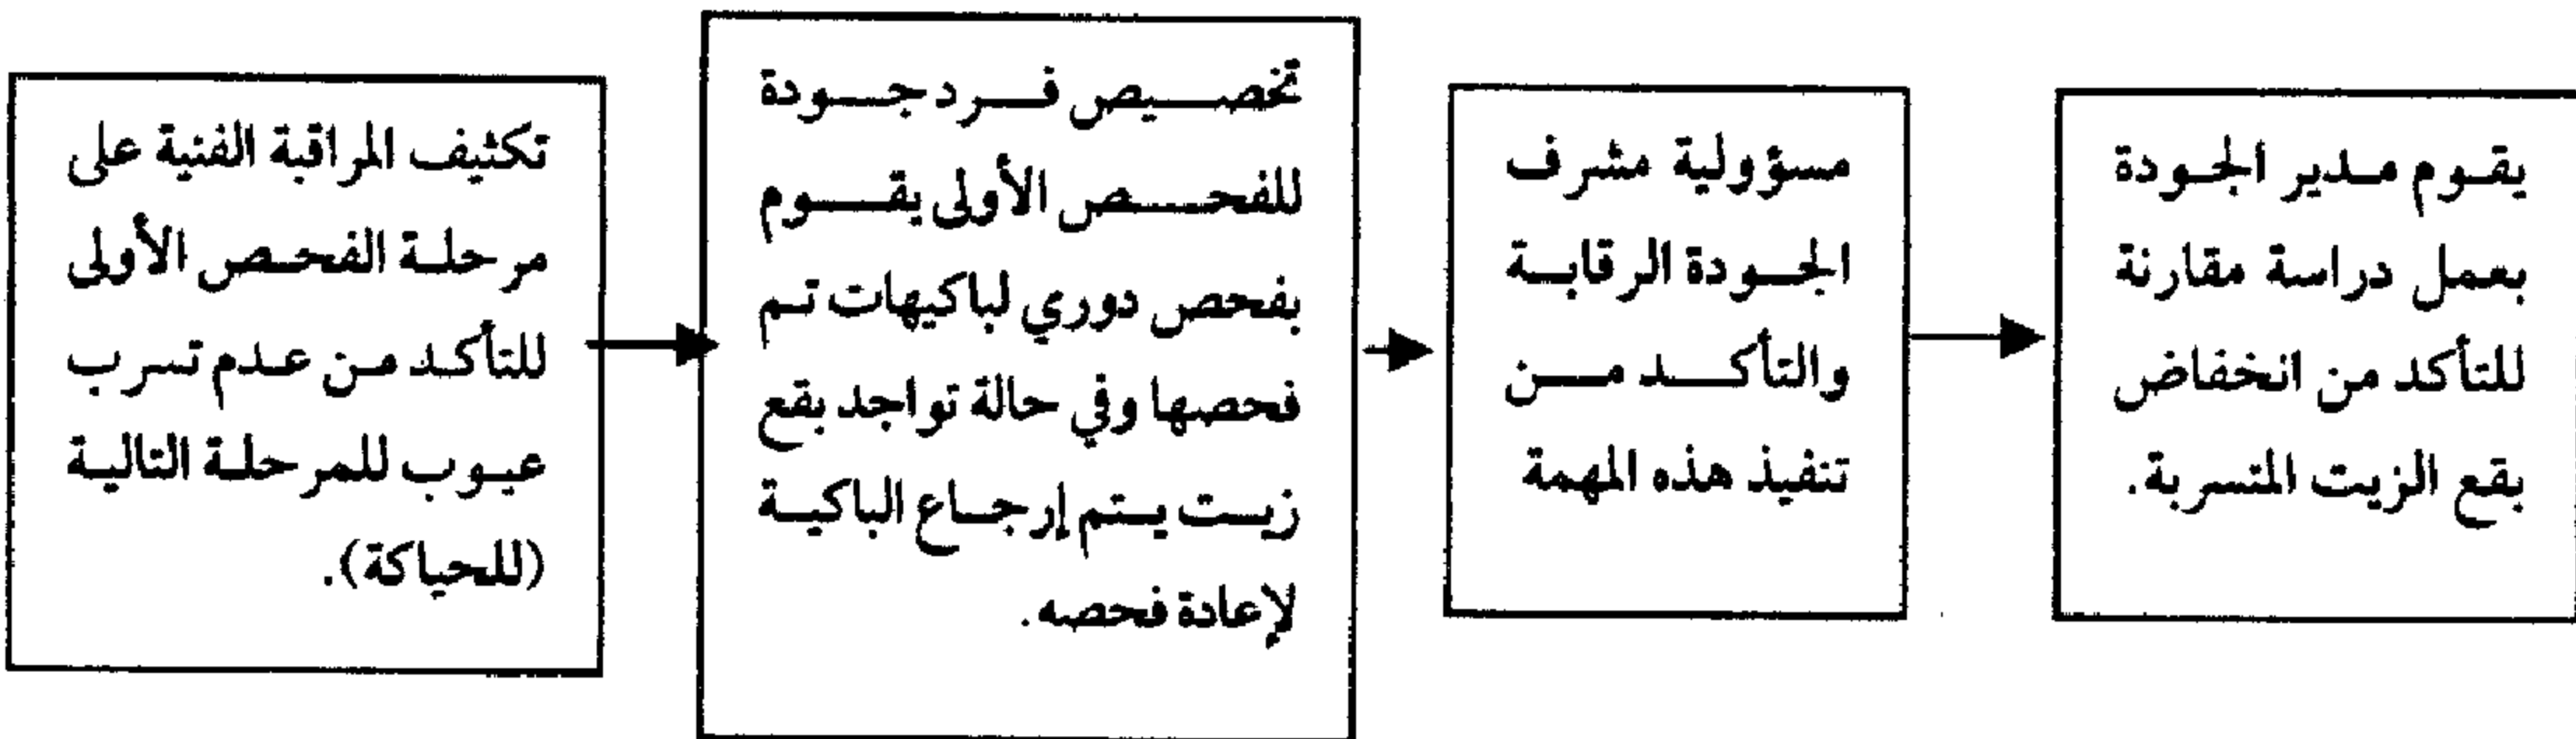 تكثيف المراقبة الفنية على
مرحلة الفحص الأولى
للتأكد من عدم تسرب
عيوب للمرحلة التالية
(للحياكة).
تخصيص فرد جودة
للفحص الأولى يقوم
بفحص دوري لباكيهات تم
فحصها وفي حالة تواجد بقع
زيت يتم إرجاع الباكية
لإعادة فحصه.
مسؤولية مشرف
الجودة الرقابة
والتأكد من
تنفيذ هذه المهمة
يقوم مدير الجودة
بعمل دراسة مقارنة
للتأكد من انخفاض
بقع الزيت المتسربة.